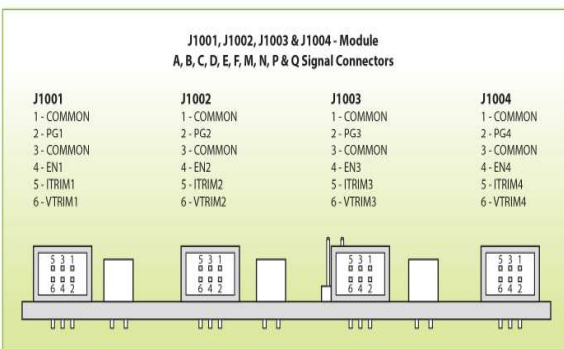 J1001, J1002, J1003 & J1004 - Module
A, B, C, D, E, F, M, N, P & Q Signal Connectors
J1001
1 - COMMON
2 - PG1
3 - COMMON
4 - EN1
5 - ITRIM1
6 - VTRIM1
J1002
1 - COMMON
2 - PG2
3 - COMMON
4 - EN2
5 - ITRIM2
6 - VTRIM2
J1003
1 - COMMON
2 - PG3
3 - COMMON
4 - EN3
5 - ITRIM3
6 - VTRIM3
J1004
1 - COMMON
2 - PG4
3 - COMMON
4 - EN4
5 - ITRIM4
6 - VTRIM4
5 3 1
6 4 2
5 3 1
6 4 2
5 3 1
6 4 2
5 3 1
6 4 2